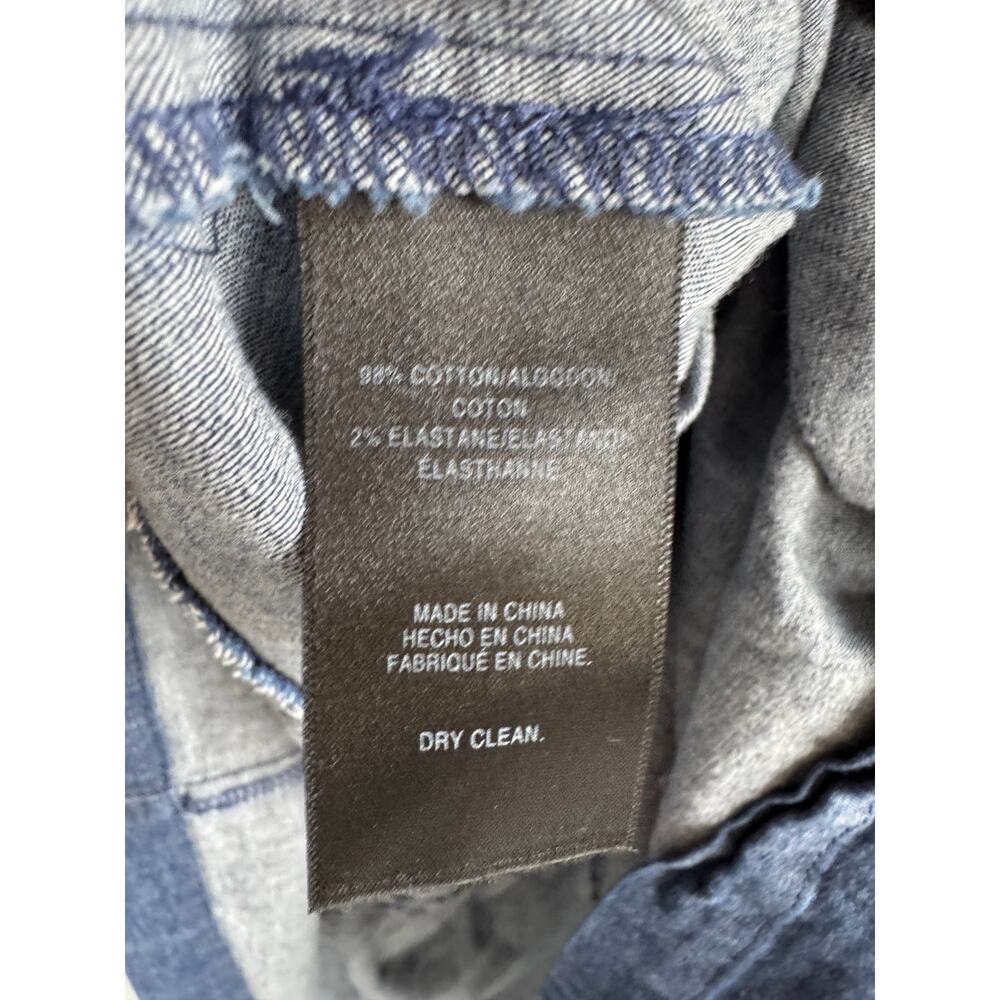 98% COTTON/ALGODON/
COTON
2% ELASTANE/ELASTANO/
ÉLASTHANNE
MADE IN CHINA
HECHO EN CHINA
FABRIQUÉ EN CHINE.
DRY CLEAN.